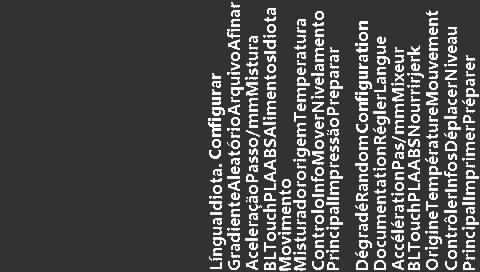 LínguaIdiota. Configurar
GradienteAleatórioArquivoAfinar
AceleraçãoPasso/mmMistura
BLTouchPLAABSAlimentosIdiota
Movimento
MisturadororigemTemperatura
ControloInfoMoverNivelamento
PrincipalImpressãoPreparar
DégradéRandomConfiguration
DocumentationRéglerLangue
AccélérationPas/mmMixeur
BLTouchPLAABSNourrirjerk
OrigineTempératureMouvement
ContrôlerInfosDéplacerNiveau
PrincipalImprimerPréparer